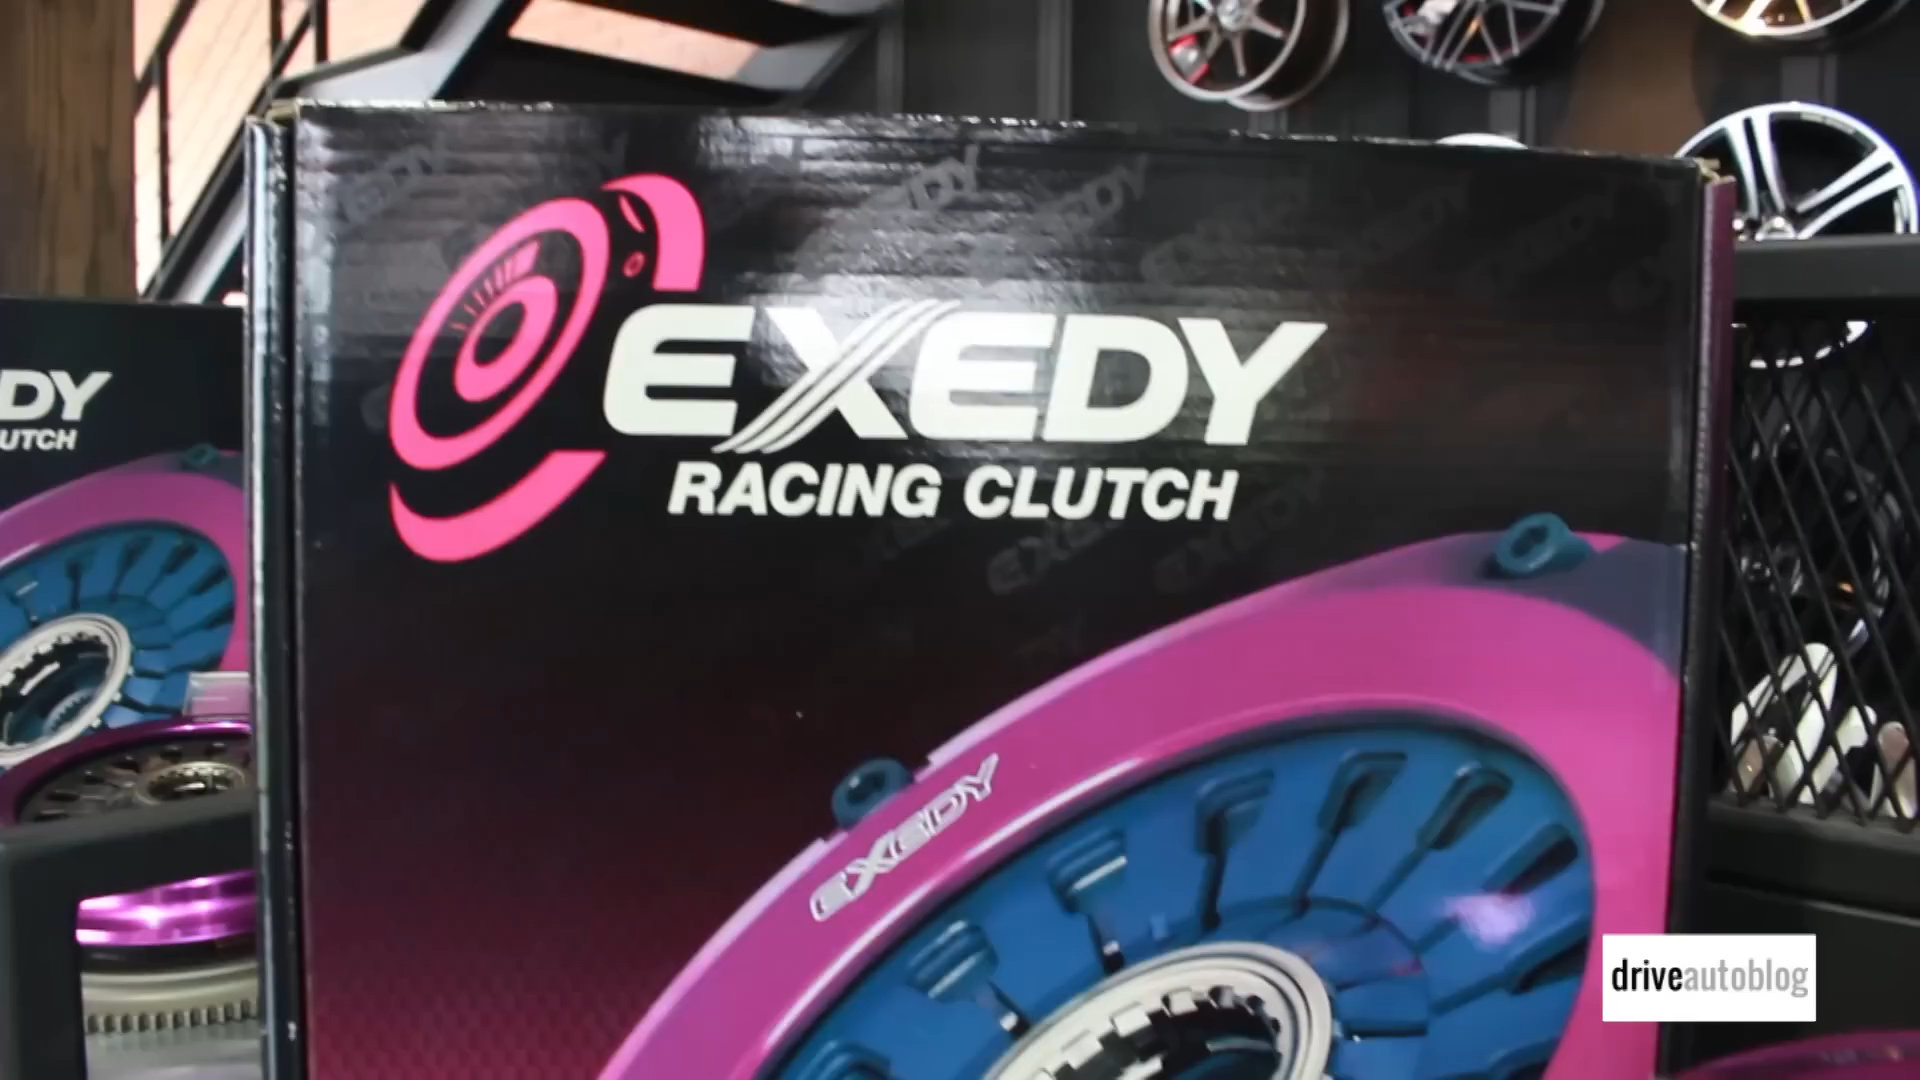 EXEDY
RACING CLUTCH
DY
UTCH
EXEDY
driveautoblog